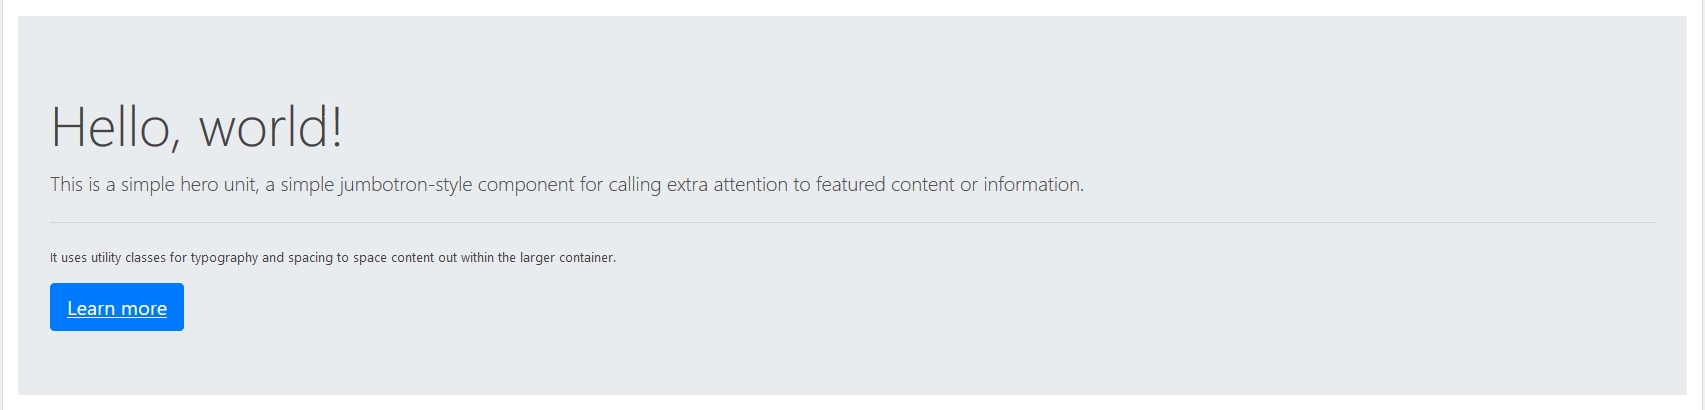 Hello, world!
This is a simple hero unit, a simple jumbotron-style component for calling extra attention to featured content or information.
It uses utility classes for typography and spacing to space content out within the larger container.
Learn more